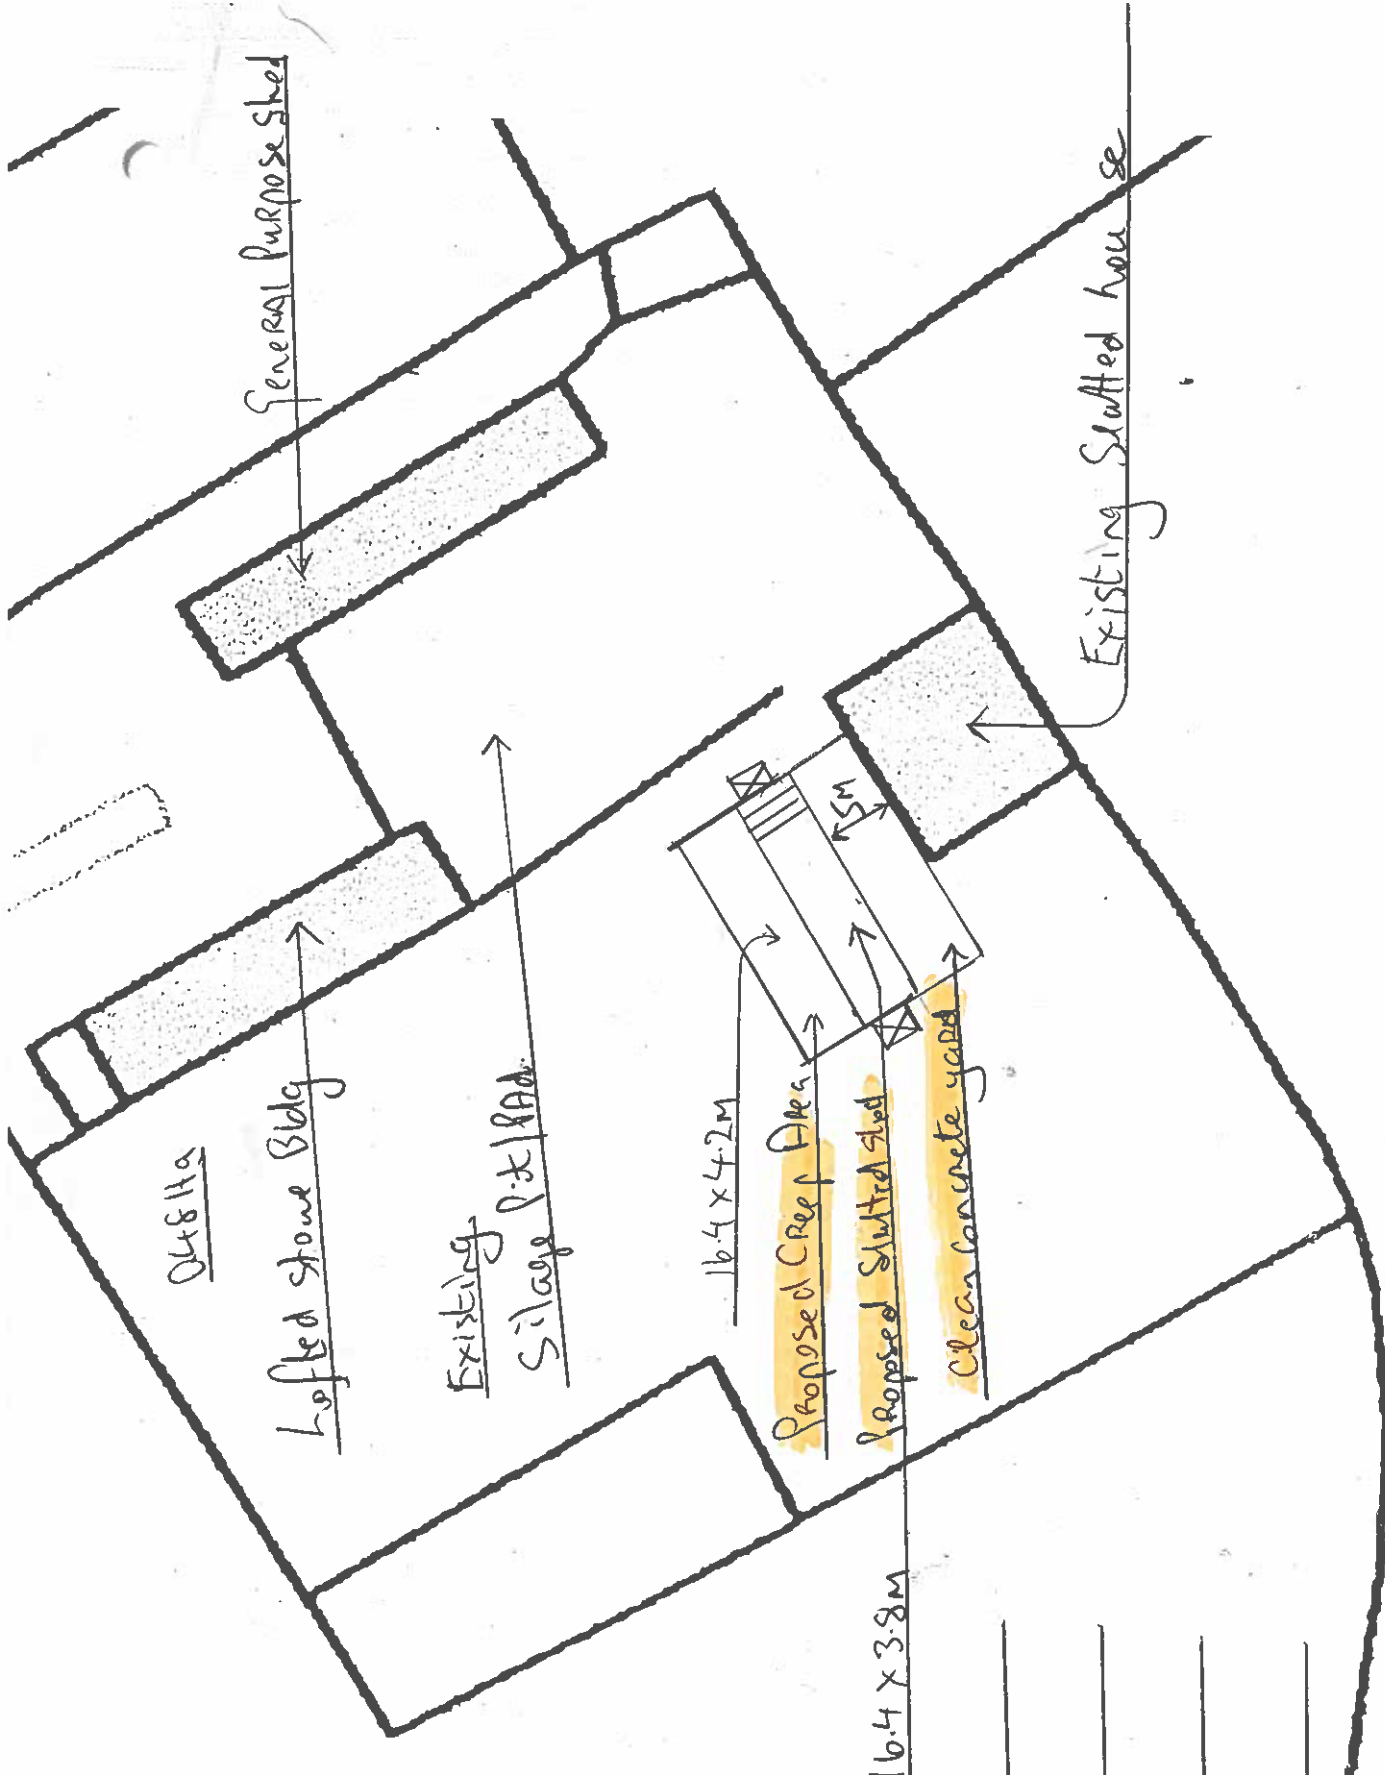 General Purpose Shed
Existing Slatted house
5M
0.48Ha
Lofted Stone Bldg
Existing
Silage Pit/PAd.
16.4 x 4.2M
Proposed Creep Area
Proposed Slatted Shed
Clean Concrete yard
16.4 x 3.8M